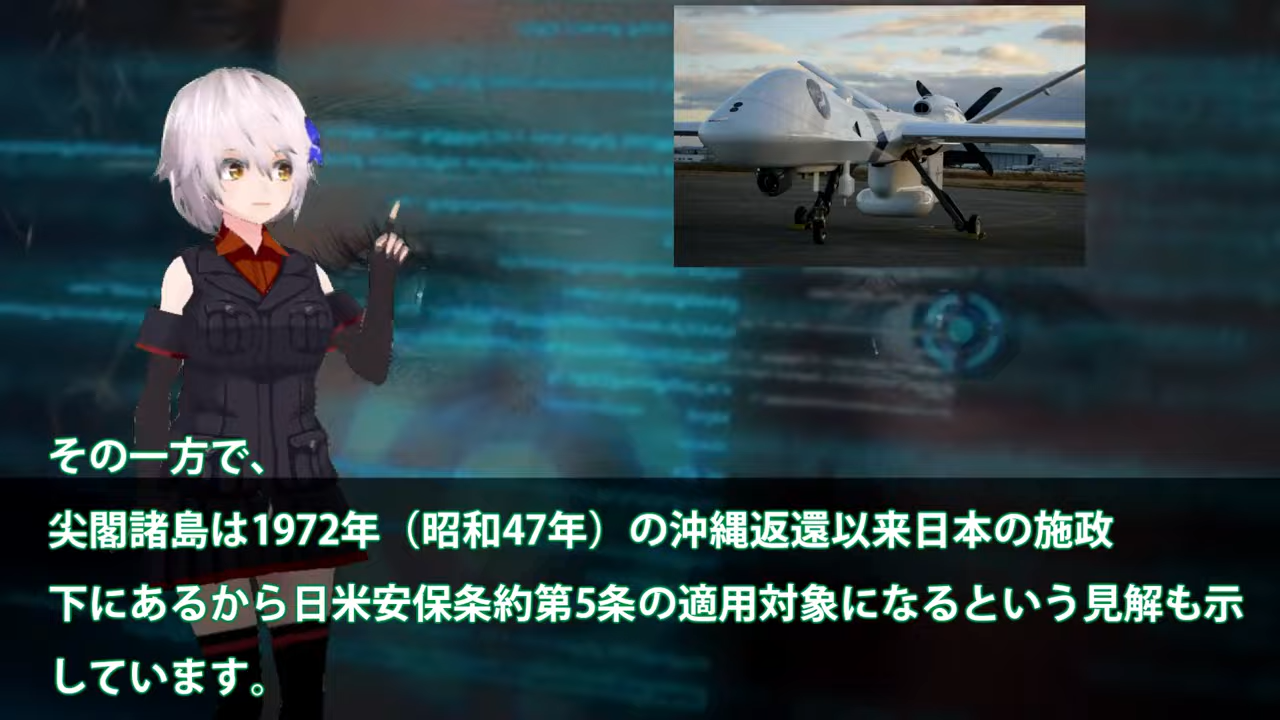 その一方で、
尖閣諸島は1972年（昭和47年）の沖縄返還以来日本の施政
下にあるから日米安保条約第5条の適用対象になるという見解も示
しています。